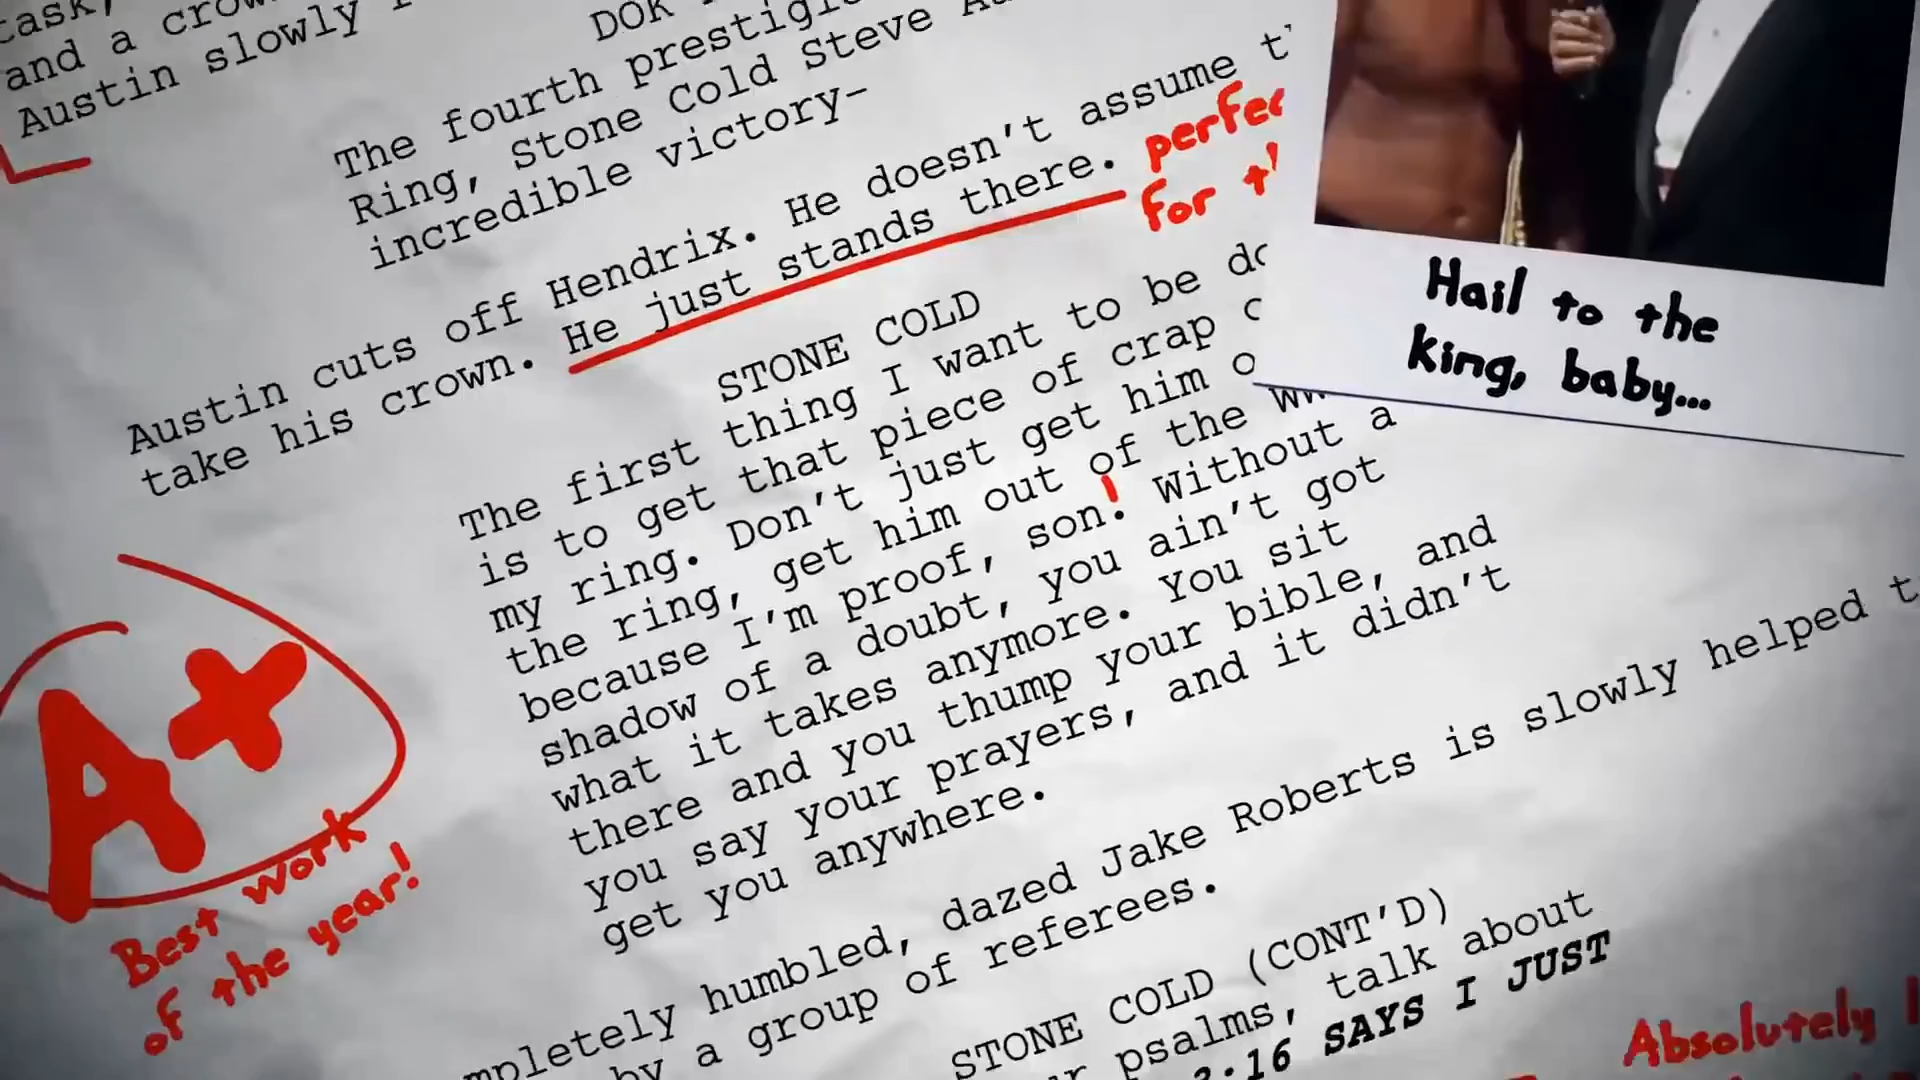 and a
Austin slowly
DOK
The fourth
Ring, Stone Cold Steve
incredible victory-
Austin cuts off Hendrix. He doesn't assume
take his crown. He just stands there.
for
STONE COLD
The first thing I want to be
is to get that piece of crap
my ring. Don't just get him
the ring, get him out of the
because I'm proof, son! Without a
shadow of a doubt, you ain't got
what it takes anymore. You sit
there and you thump your bible, and
you say your prayers, and it didn't
get you anywhere.
humbled, dazed Jake Roberts is slowly helped
by a group of referees.
STONE COLD (CONT'D)
psalms, talk about
SAYS I JUST
Hail to the
king, baby...
A+
Best work
of the year!
Absolutely